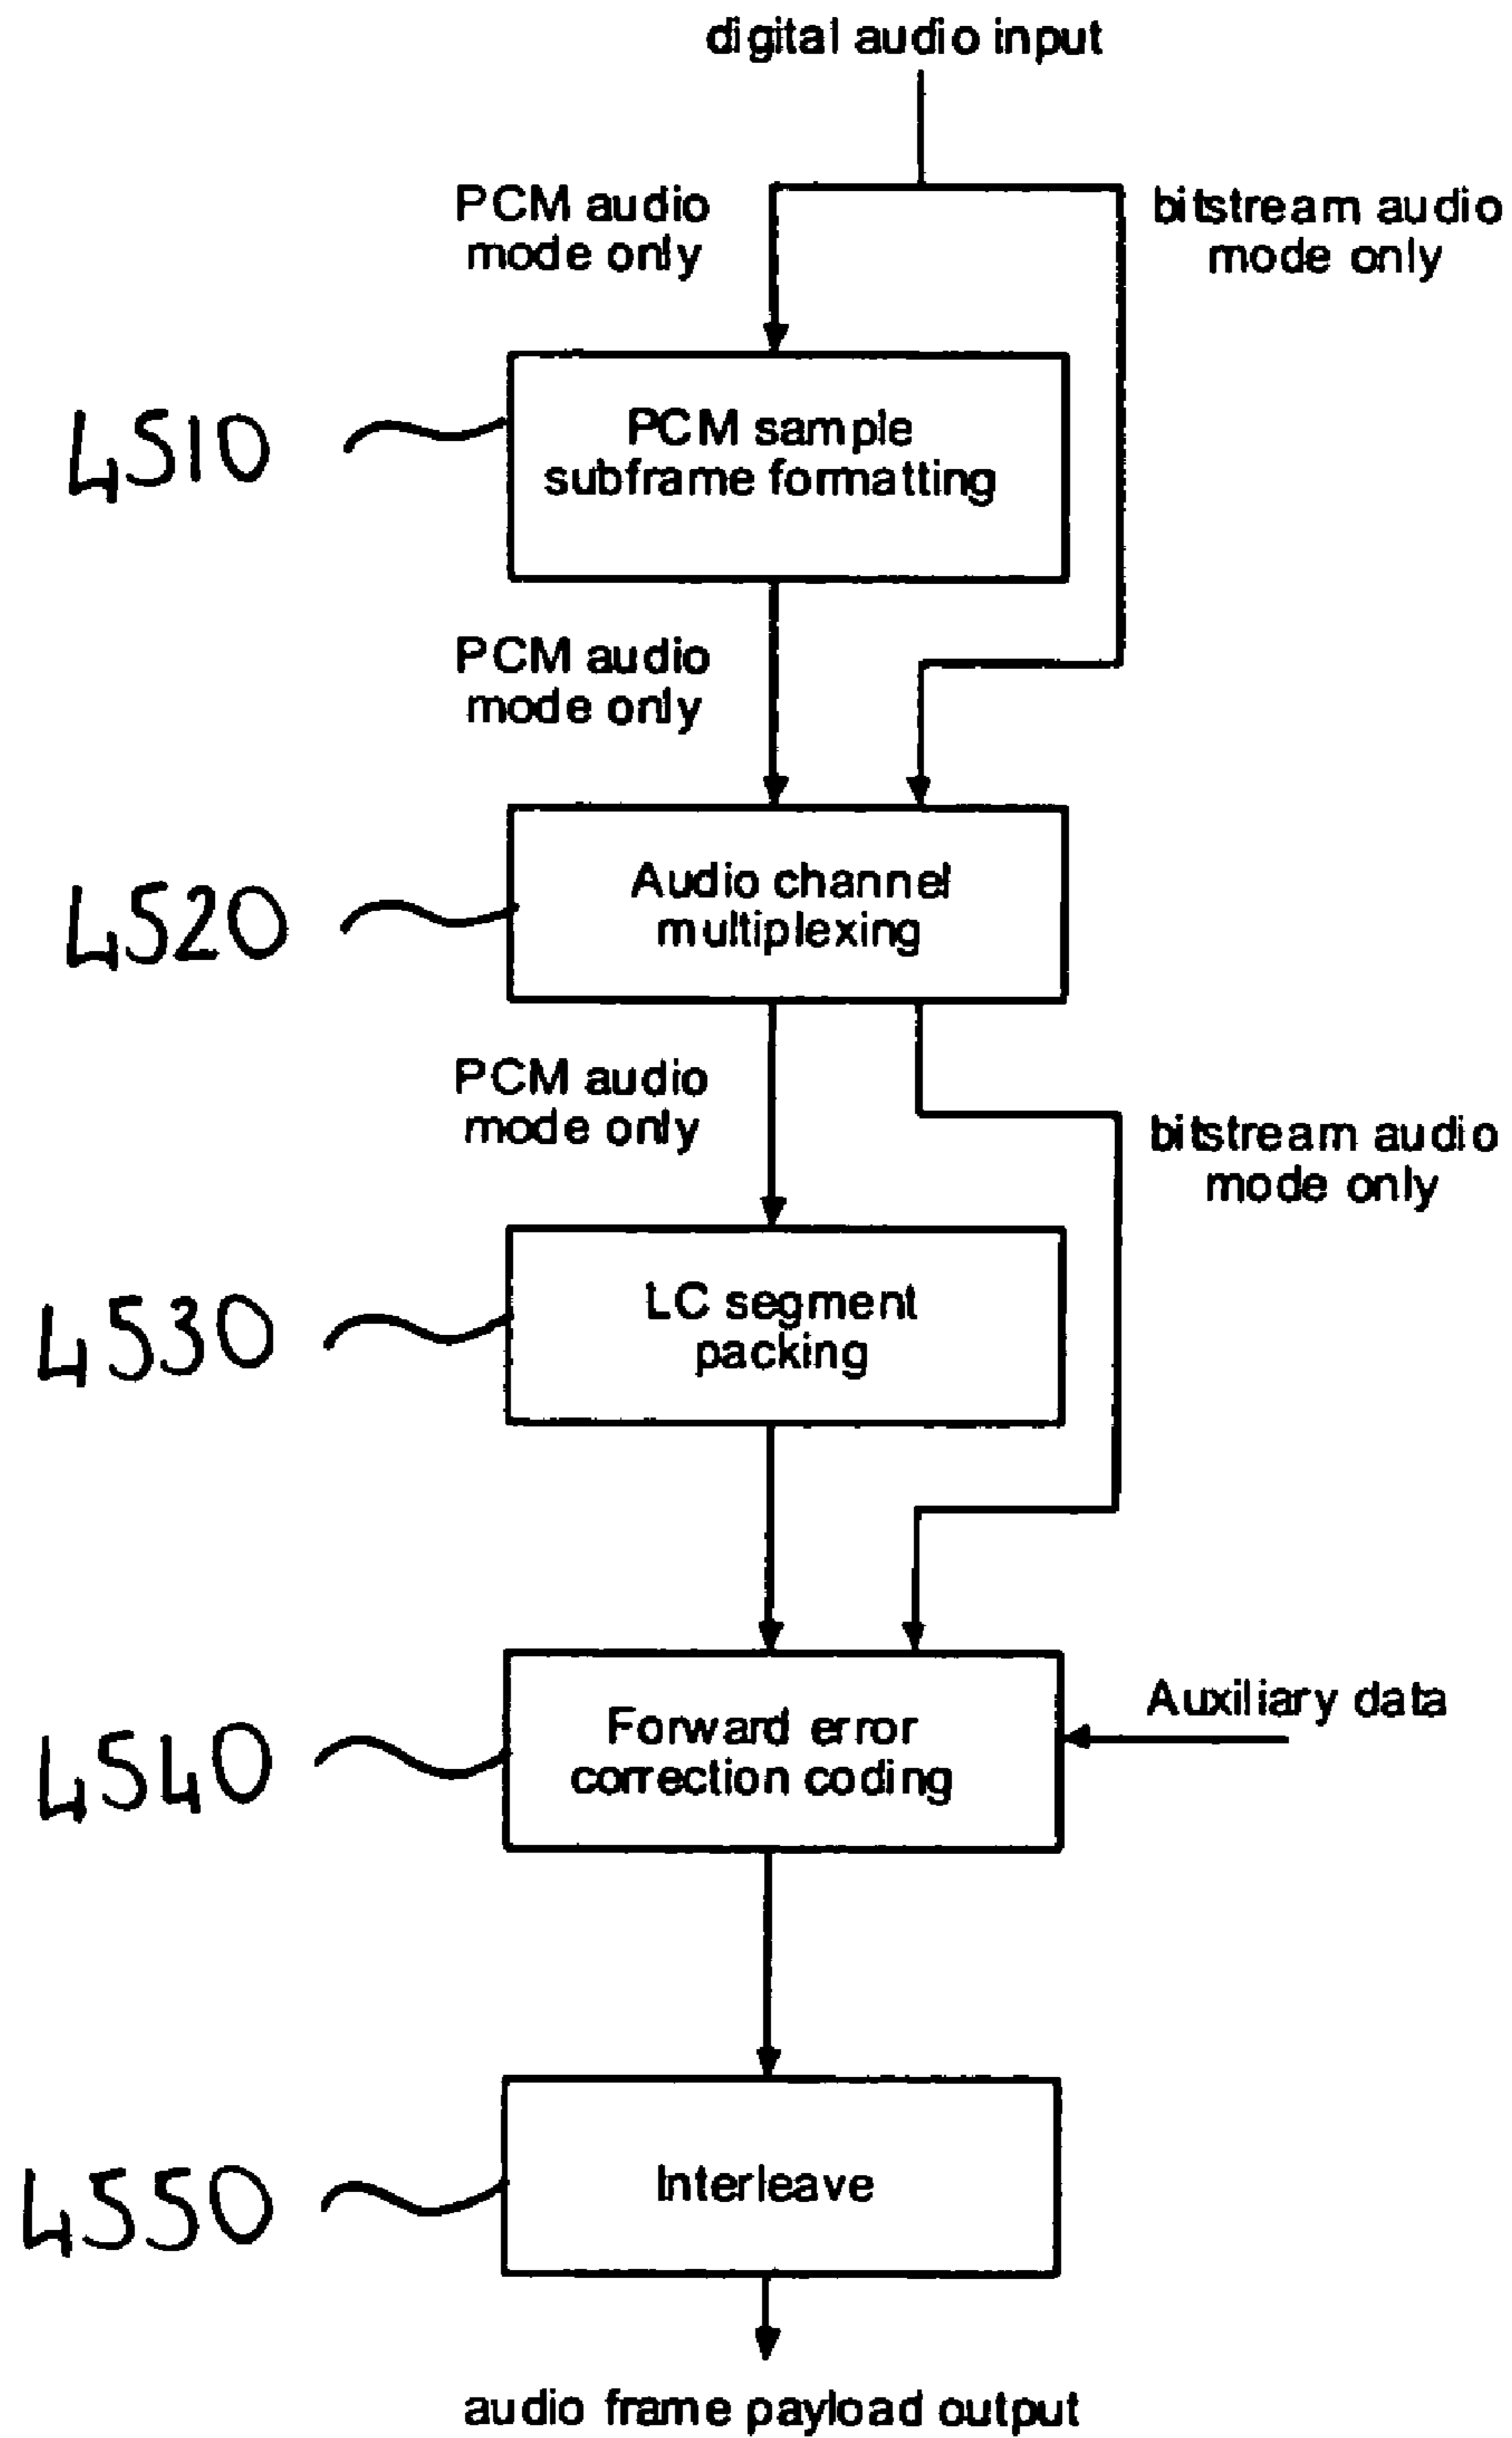 digital audio input
PCM audio
mode only
bitstream audio
mode only
4510
PCM sample
subframe formatting
PCM audio
mode only
4520
Audio channel
multiplexing
PCM audio
mode only
bitstream audio
mode only
4530
LC segment
packing
4540
Forward error
correction coding
Auxiliary data
4550
Interleave
audio frame payload output